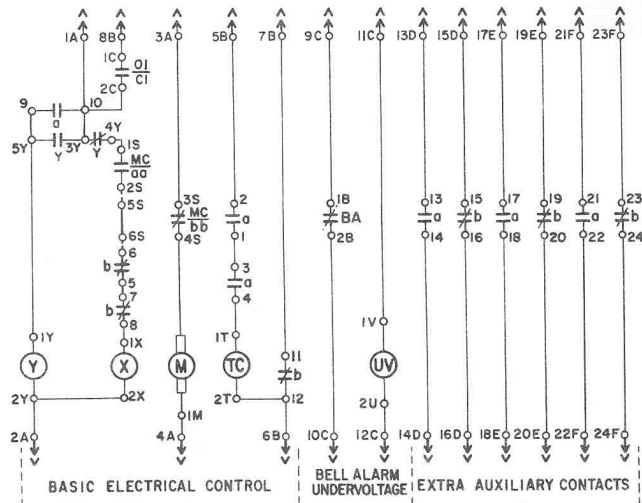 1A 8B 3A 5B 7B 9C 11C 13D 15D 17E 19E 21F 23F
1C
O1
C1
2C
9 a 10
4Y
5Y Y 3Y Y 1S
MC
aa
2S
5S
3S 2 1B 13 15 17 19 21 23
MC
bb a BA a b a b a b
4S 1 2B 14 16 18 20 22 24
6S
6
b
5
3
a
4
7
b
8
1V
1Y 1X 1T
11
Y X M TC b UV
2Y 2X 2T 12 2U
1M
2A 4A 6B 10C 12C 14D 16D 18E 20E 22F 24F
BASIC ELECTRICAL CONTROL
BELL ALARM
UNDERVOLTAGE
EXTRA AUXILIARY CONTACTS